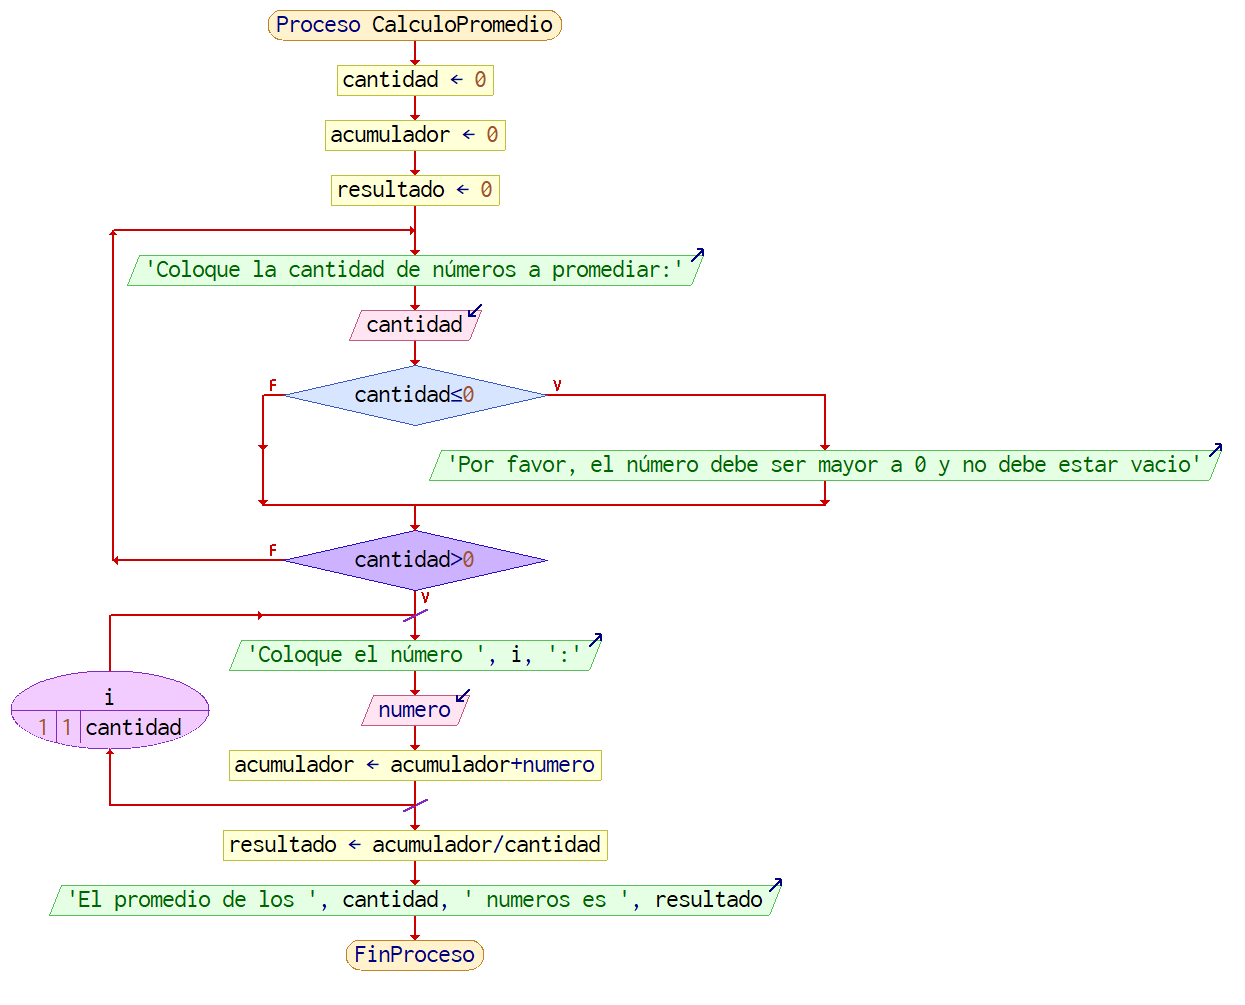 Proceso CalculoPromedio
cantidad ← 0
acumulador ← 0
resultado ← 0
'Coloque la cantidad de números a promediar:'
cantidad
F
cantidad≤0
V
'Por favor, el número debe ser mayor a 0 y no debe estar vacio'
F
cantidad>0
V
'Coloque el número ', i, ':'
i
1 1 cantidad
numero
acumulador ← acumulador+numero
resultado ← acumulador/cantidad
'El promedio de los ', cantidad, ' numeros es ', resultado
FinProceso